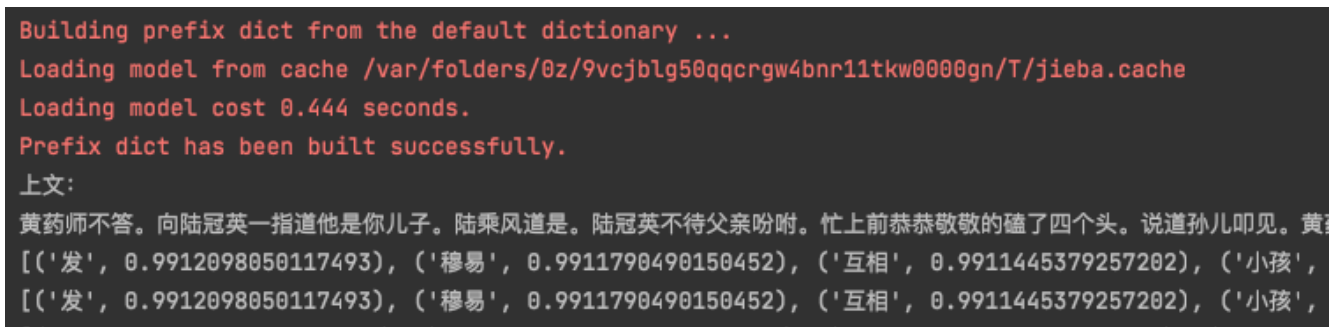 Building prefix dict from the default dictionary ...
Loading model from cache /var/folders/0z/9vcjblg50qqcrgw4bnr11tkw0000gn/T/jieba.cache
Loading model cost 0.444 seconds.
Prefix dict has been built successfully.
上文：
黄药师不答。向陆冠英一指道他是你儿子。陆乘风道是。陆冠英不待父亲吩咐。忙上前恭恭敬敬的磕了四个头。说道孙儿叩见。黄
[('发', 0.9912098050117493), ('穆易', 0.9911790490150452), ('互相', 0.9911445379257202), ('小孩',
[('发', 0.9912098050117493), ('穆易', 0.9911790490150452), ('互相', 0.9911445379257202), ('小孩',